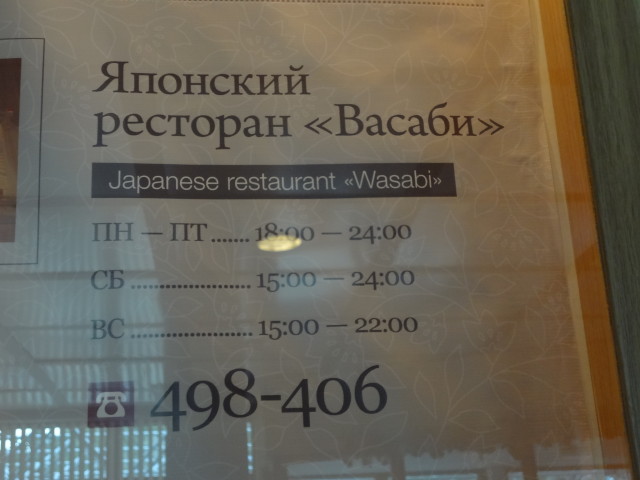 Японский
ресторан «Васаби»
Japanese restaurant «Wasabi»
ПН — ПТ ....... 18:00 — 24:00
СБ ...................... 15:00 — 24:00
ВС ...................... 15:00 — 22:00
498-406